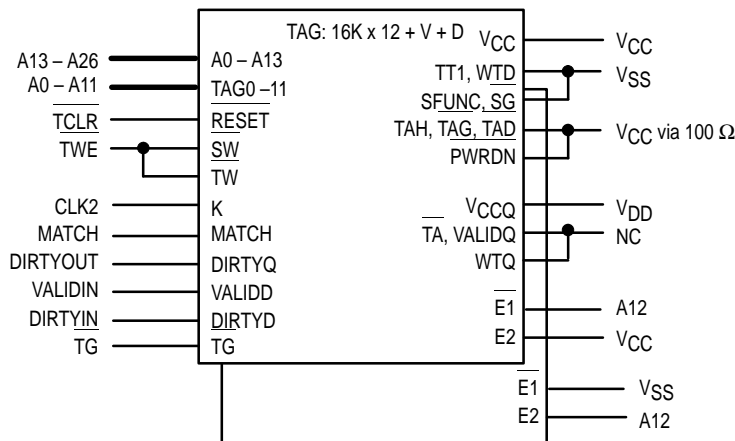 TAG: 16K x 12 + V + D
A13 – A26
A0 – A11
TCLR
TWE
CLK2
MATCH
DIRTYOUT
VALIDIN
DIRTYIN
TG
A0 – A13
TAG0 –11
RESET
SW
TW
K
MATCH
DIRTYQ
VALIDD
DIRTYD
TG
VCC
TT1, WTD
SFUNC, SG
TAH, TAG, TAD
PWRDN
VCCQ
TA, VALIDQ
WTQ
E1
E2
E1
E2
VCC
VSS
VCC via 100 Ω
VDD
NC
A12
VCC
VSS
A12